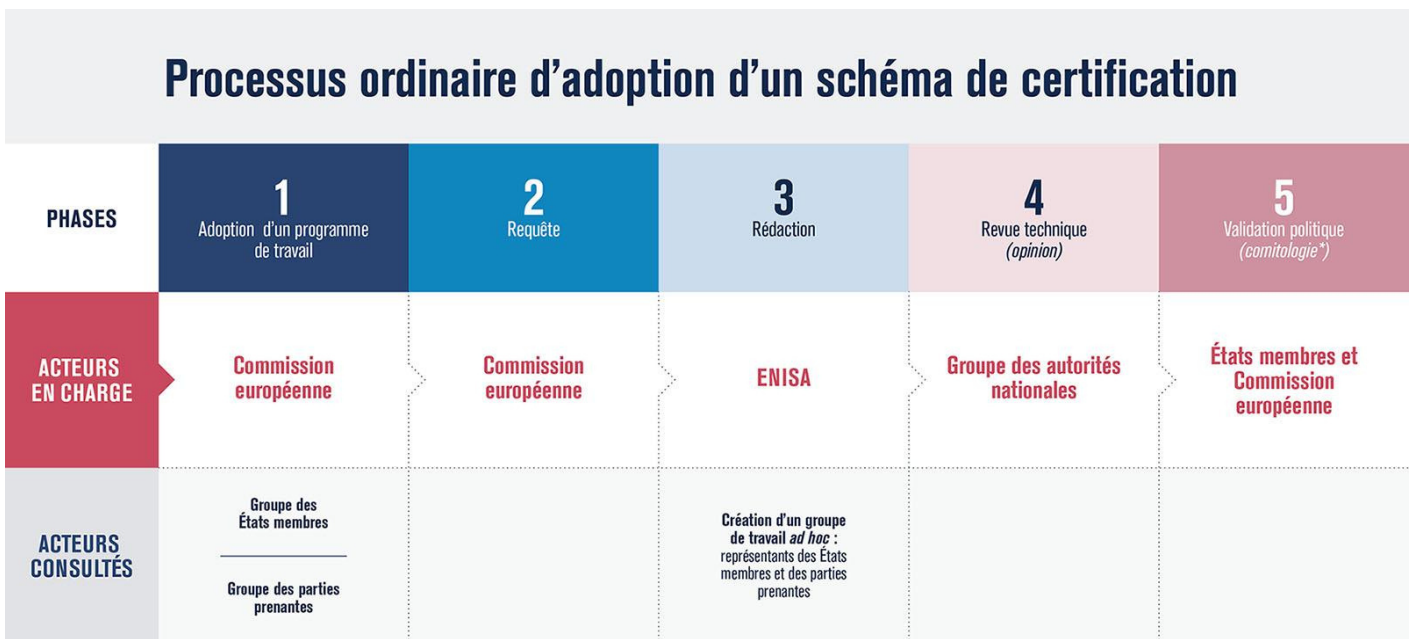 Processus ordinaire d'adoption d'un schéma de certification
PHASES
1
Adoption d'un programme
de travail
2
Requête
3
Rédaction
4
Revue technique
(opinion)
5
Validation politique
(comitologie*)
ACTEURS
EN CHARGE
Commission
européenne
Commission
européenne
ENISA
Groupe des autorités
nationales
États membres et
Commission
européenne
ACTEURS
CONSULTÉS
Groupe des
États membres
Groupe des parties
prenantes
Création d'un groupe
de travail ad hoc :
représentants des États
membres et des parties
prenantes